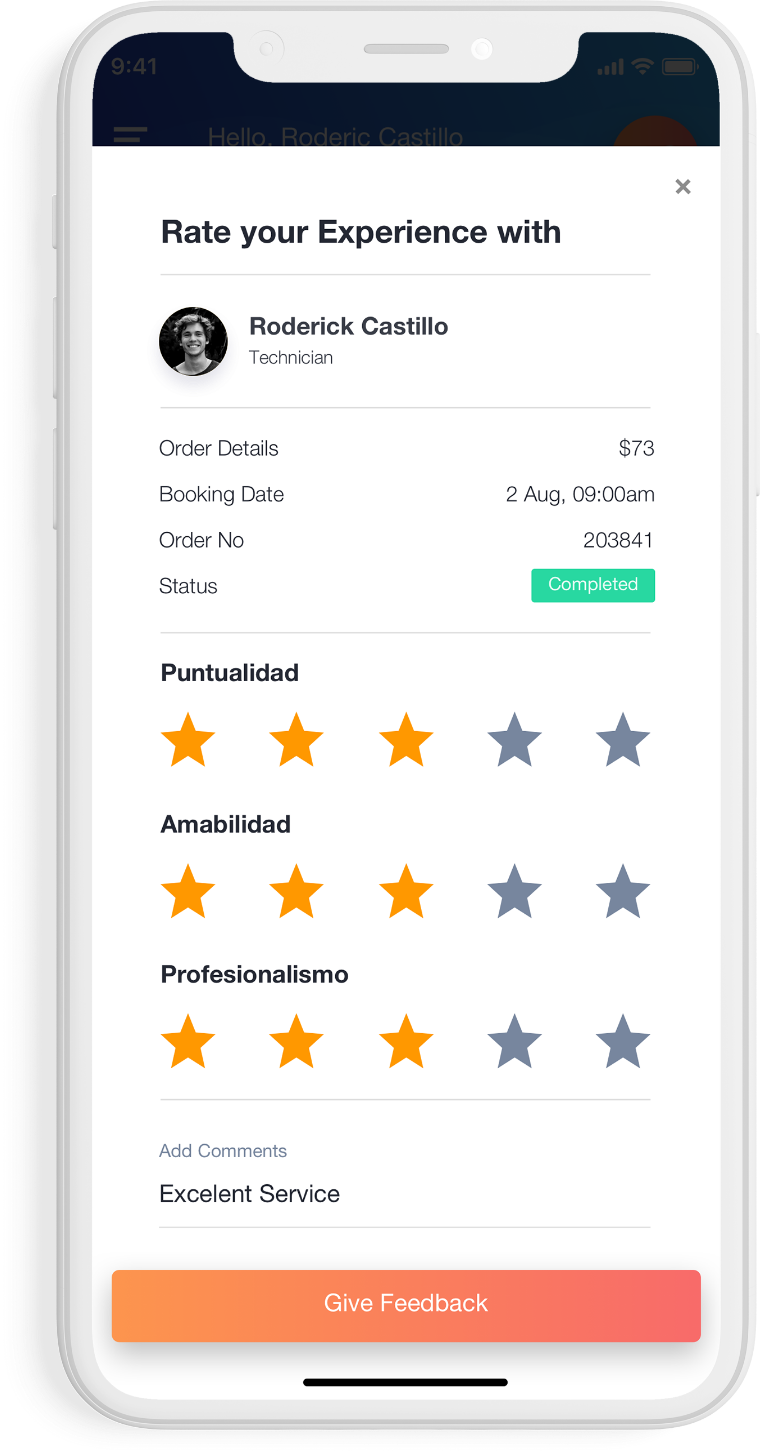 9:41
Hello, Roderic Castillo
×
Rate your Experience with
Roderick Castillo
Technician
Order Details $73
Booking Date 2 Aug, 09:00am
Order No 203841
Status Completed
Puntualidad
Amabilidad
Profesionalismo
Add Comments
Excelent Service
Give Feedback